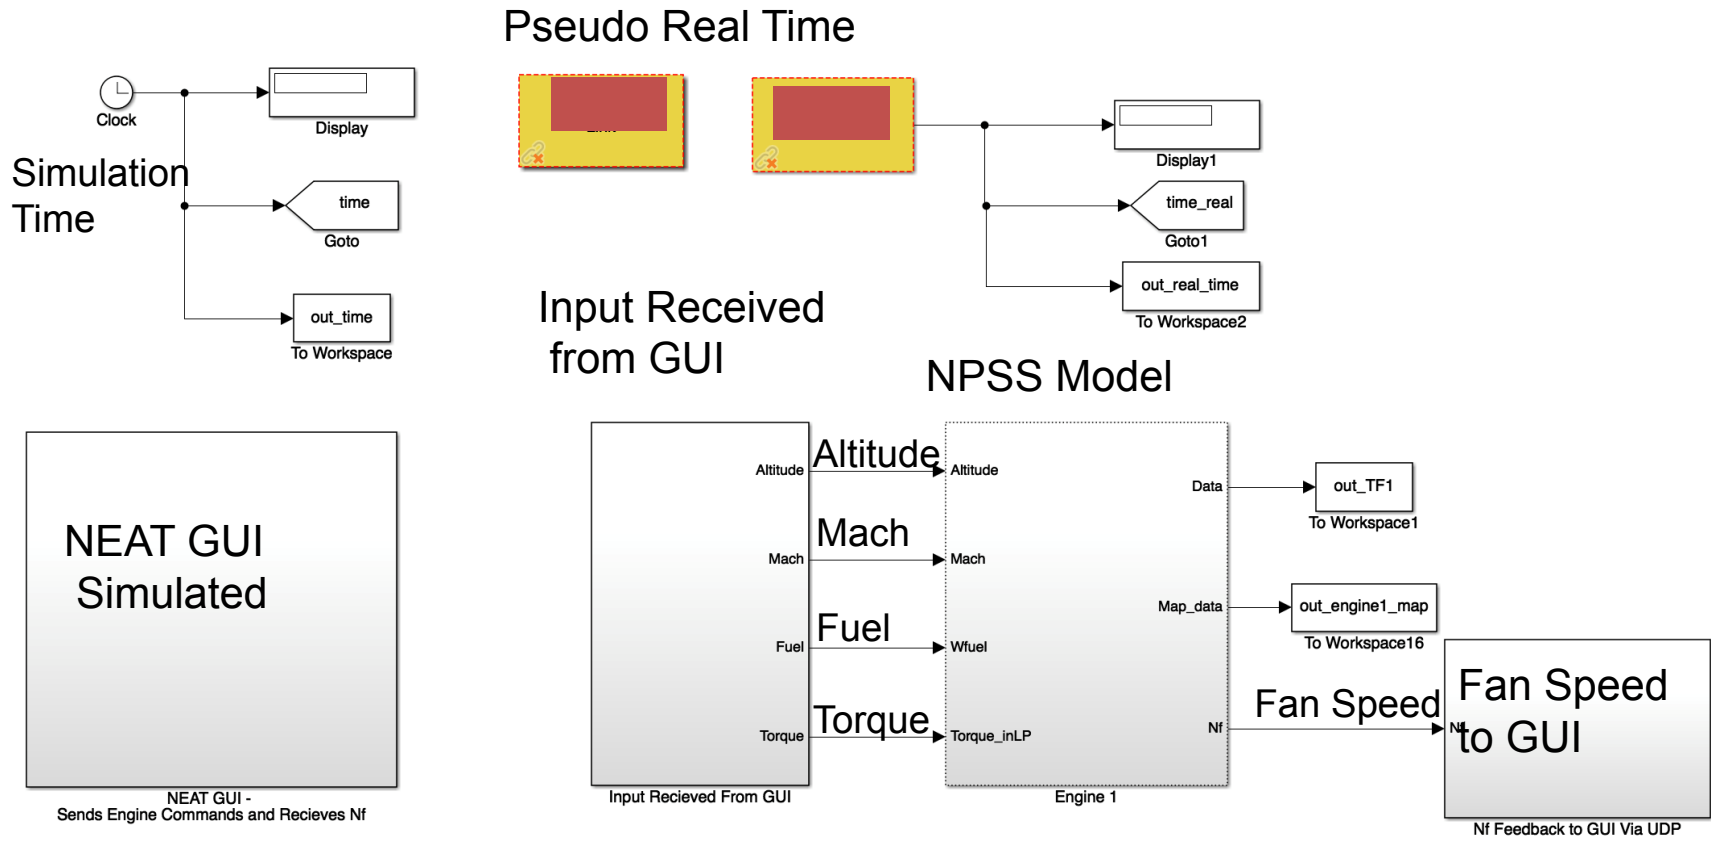 Pseudo Real Time
Clock
Display
Simulation
Time
time
Goto
out_time
To Workspace
Display1
time_real
Goto1
out_real_time
To Workspace2
Input Received
from GUI
NPSS Model
NEAT GUI
Simulated
NEAT GUI -
Sends Engine Commands and Recieves Nf
Altitude
Altitude
Altitude
Mach
Mach
Mach
Fuel
Fuel
Wfuel
Torque
Torque
Torque_inLP
Input Recieved From GUI
Data
Map_data
Nf
Engine 1
out_TF1
To Workspace1
out_engine1_map
To Workspace16
Fan Speed
Fan Speed
to GUI
Nf Feedback to GUI Via UDP